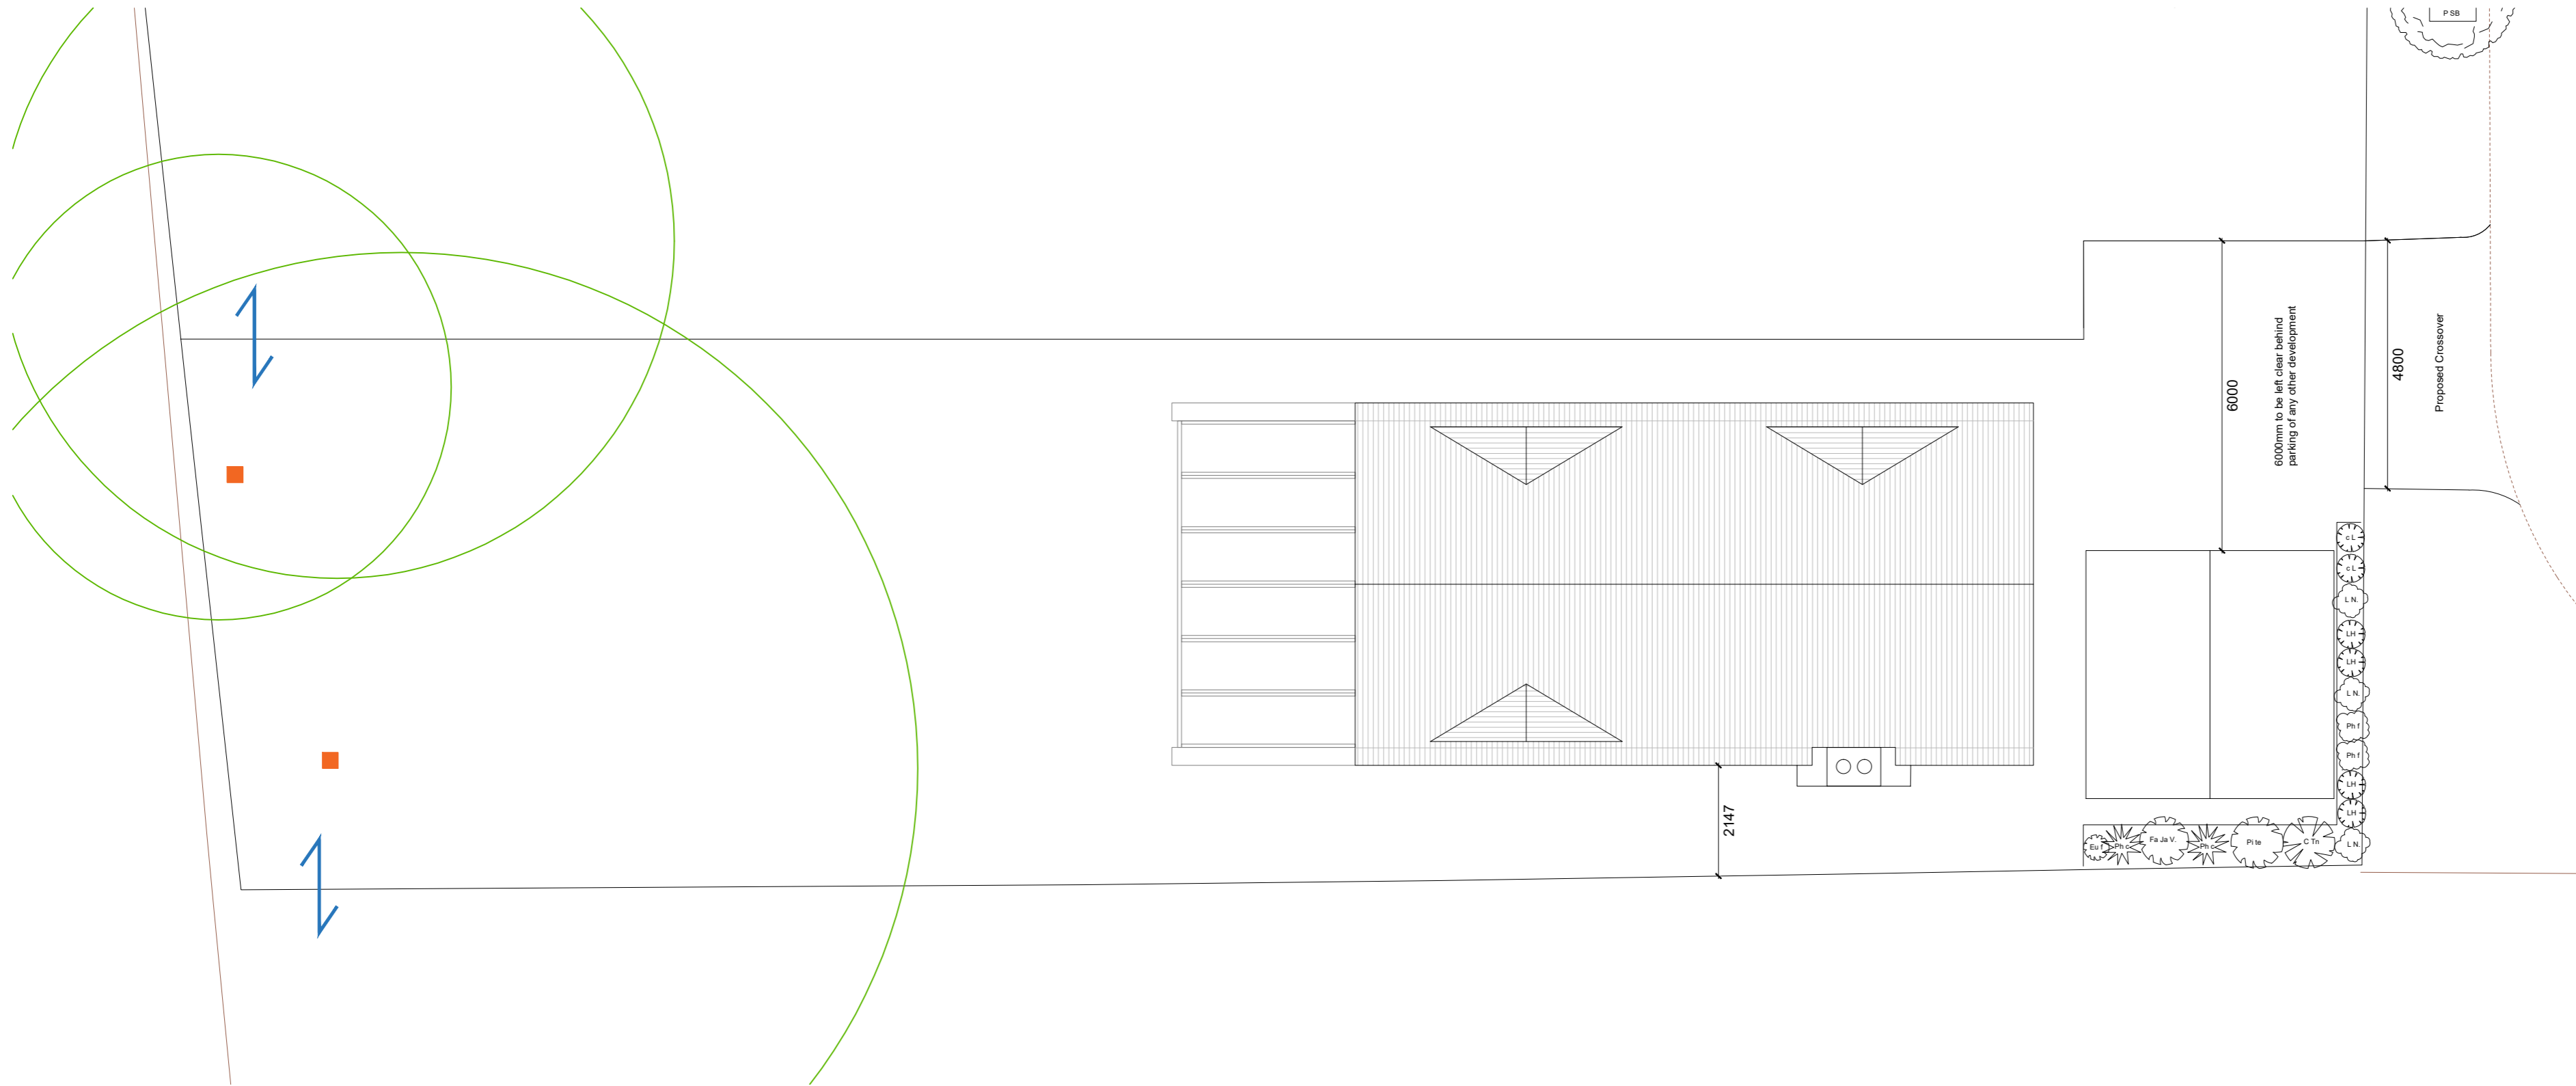 P SB
6000
6000mm to be left clear behind
parking of any other development
4800
Proposed Crossover
c L
c L
L N.
LH
LH
L N.
Ph f
Ph f
LH
LH
L N.
2147
Eu f
Ph c
Fa Ja V.
Ph c
Pi te
C Tn